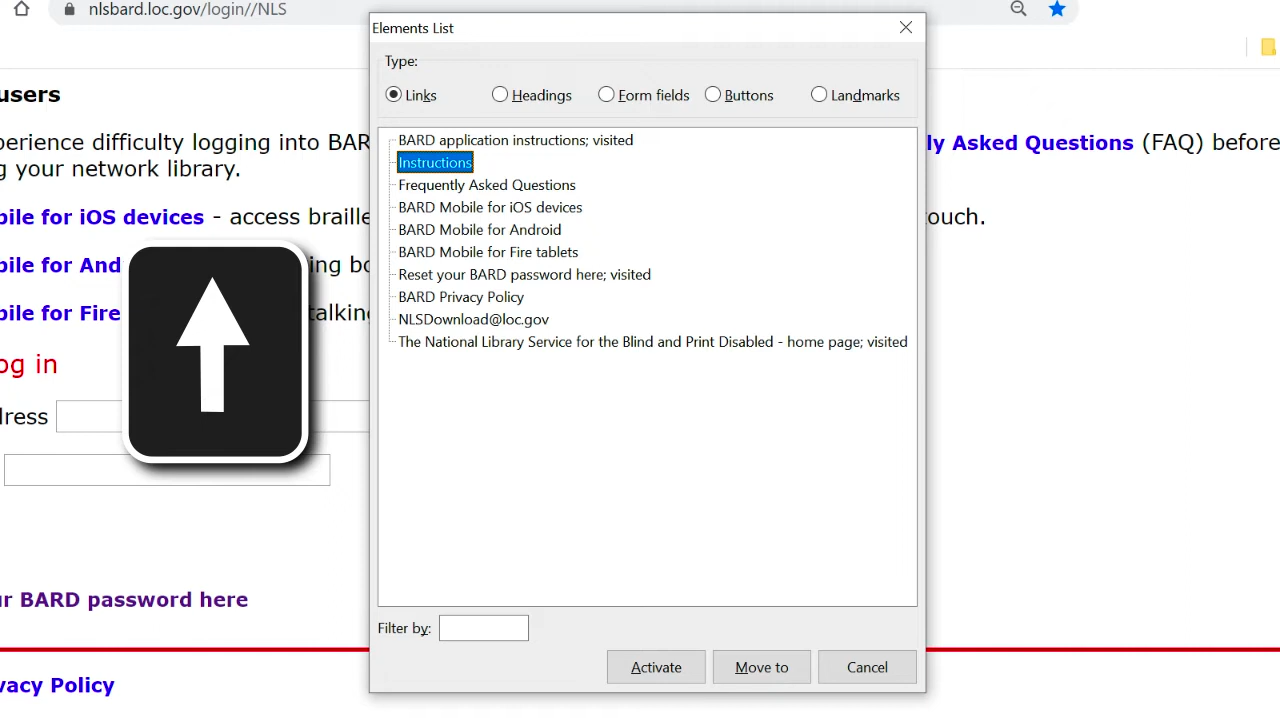 nlsbard.loc.gov/login//NLS
Elements List
Type:
Links Headings Form fields Buttons Landmarks
users
perience difficulty logging into BAR ly Asked Questions (FAQ) before
g your network library.
BARD application instructions; visited
Instructions
Frequently Asked Questions
BARD Mobile for iOS devices
BARD Mobile for Android
BARD Mobile for Fire tablets
Reset your BARD password here; visited
BARD Privacy Policy
NLSDownload@loc.gov
The National Library Service for the Blind and Print Disabled - home page; visited
bile for iOS devices - access braille ouch.
bile for And ing bo
bile for Fire talking
og in
dress
Filter by:
Activate Move to Cancel
ur BARD password here
vacy Policy